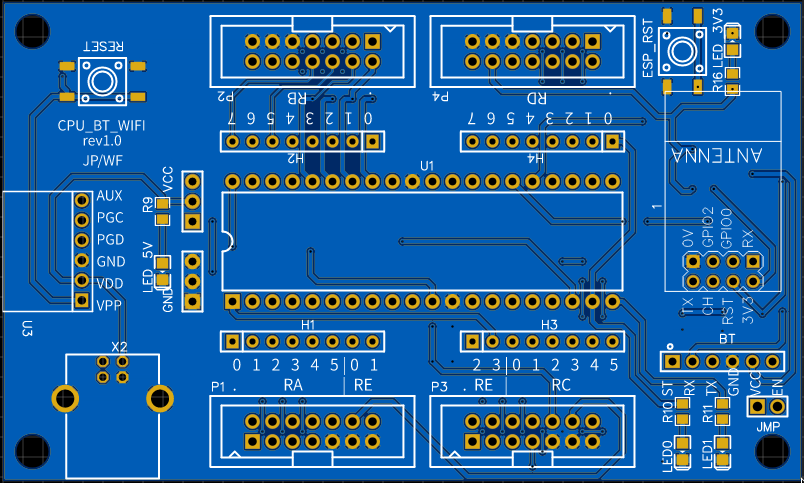 RESET
CPU_BT_WIFI
rev1.0
JP/WF
P2
RB
7 6 5 4 3 2 1 0
H2
P4
RD
7 6 5 4 3 2 1 0
H4
ESP_RST
R16
LED 3V3
ANTENNA
1
0V
GPIO2
GPIO0
RX
TX
CH
RST
3V3
U1
AUX
PGC
PGD
GND
VDD
VPP
U3
R9
VCC
LED 5V
GND
X2
H1
0 1 2 3 4 5 0 1
RA
RE
P1
H3
2 3 0 1 2 3 4 5
P3
RE
RC
BT
ST
RX
TX
GND
VCC
EN
R10
R11
LED0
LED1
JMP